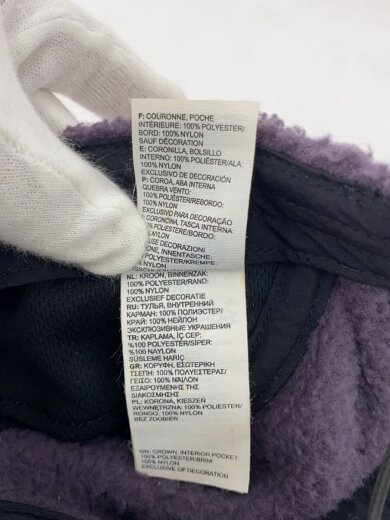 F: COURONNE, POCHE
INTÉRIEURE: 100% POLYESTER/
BORD: 100% NYLON
SAUF DÉCORATION
E: CORONILLA, BOLSILLO
INTERNO: 100% POLIÉSTER/ALA:
100% NYLON
EXCLUSIVO DE DECORACIÓN
P: COROA, ABA INTERNA
QUEBRA VENTO:
100% POLIÉSTER/REBORDO:
100% NYLON
EXCLUSIVO PARA DECORAÇÃO
CORONCINA, TASCA INTERNA:
POLIESTERE/BORDO:
NYLON
DECORAZIONI
INNENTASCHE:
POLYESTER/KREMPE:
NYLON
NL: KROON, BINNENZAK:
100% POLYESTER/RAND:
100% NYLON
EXCLUSIEF DECORATIE
RU: ТУЛЬЯ, ВНУТРЕННИЙ
КАРМАН: 100% ПОЛИЭСТЕР/
КРАЙ: 100% НЕЙЛОН
ЭКСКЛЮЗИВНЫЕ УКРАШЕНИЯ
TR: KAPLAMA, İÇ CEP:
%100 POLYESTER/SİPER:
%100 NAYLON
SÜSLEME HARİÇ
GR: ΚΟΡΥΦΗ, ΕΣΩΤΕΡΙΚΗ
ΤΣΕΠΗ: 100% ΠΟΛΥΕΣΤΕΡΑΣ/
ΓΕΙΣΟ: 100% ΝΑΫΛΟΝ
ΕΞΑΙΡΟΥΜΕΝΗΣ ΤΗΣ
ΔΙΑΚΟΣΜΗΣΗΣ
PL: KORONA, KIESZEŃ
WEWNĘTRZNA: 100% POLIESTER/
RONDO: 100% NYLON
BEZ ZDOBIEŃ
GB: CROWN, INTERIOR POCKET:
100% POLYESTER/BRIM:
100% NYLON
EXCLUSIVE OF DECORATION